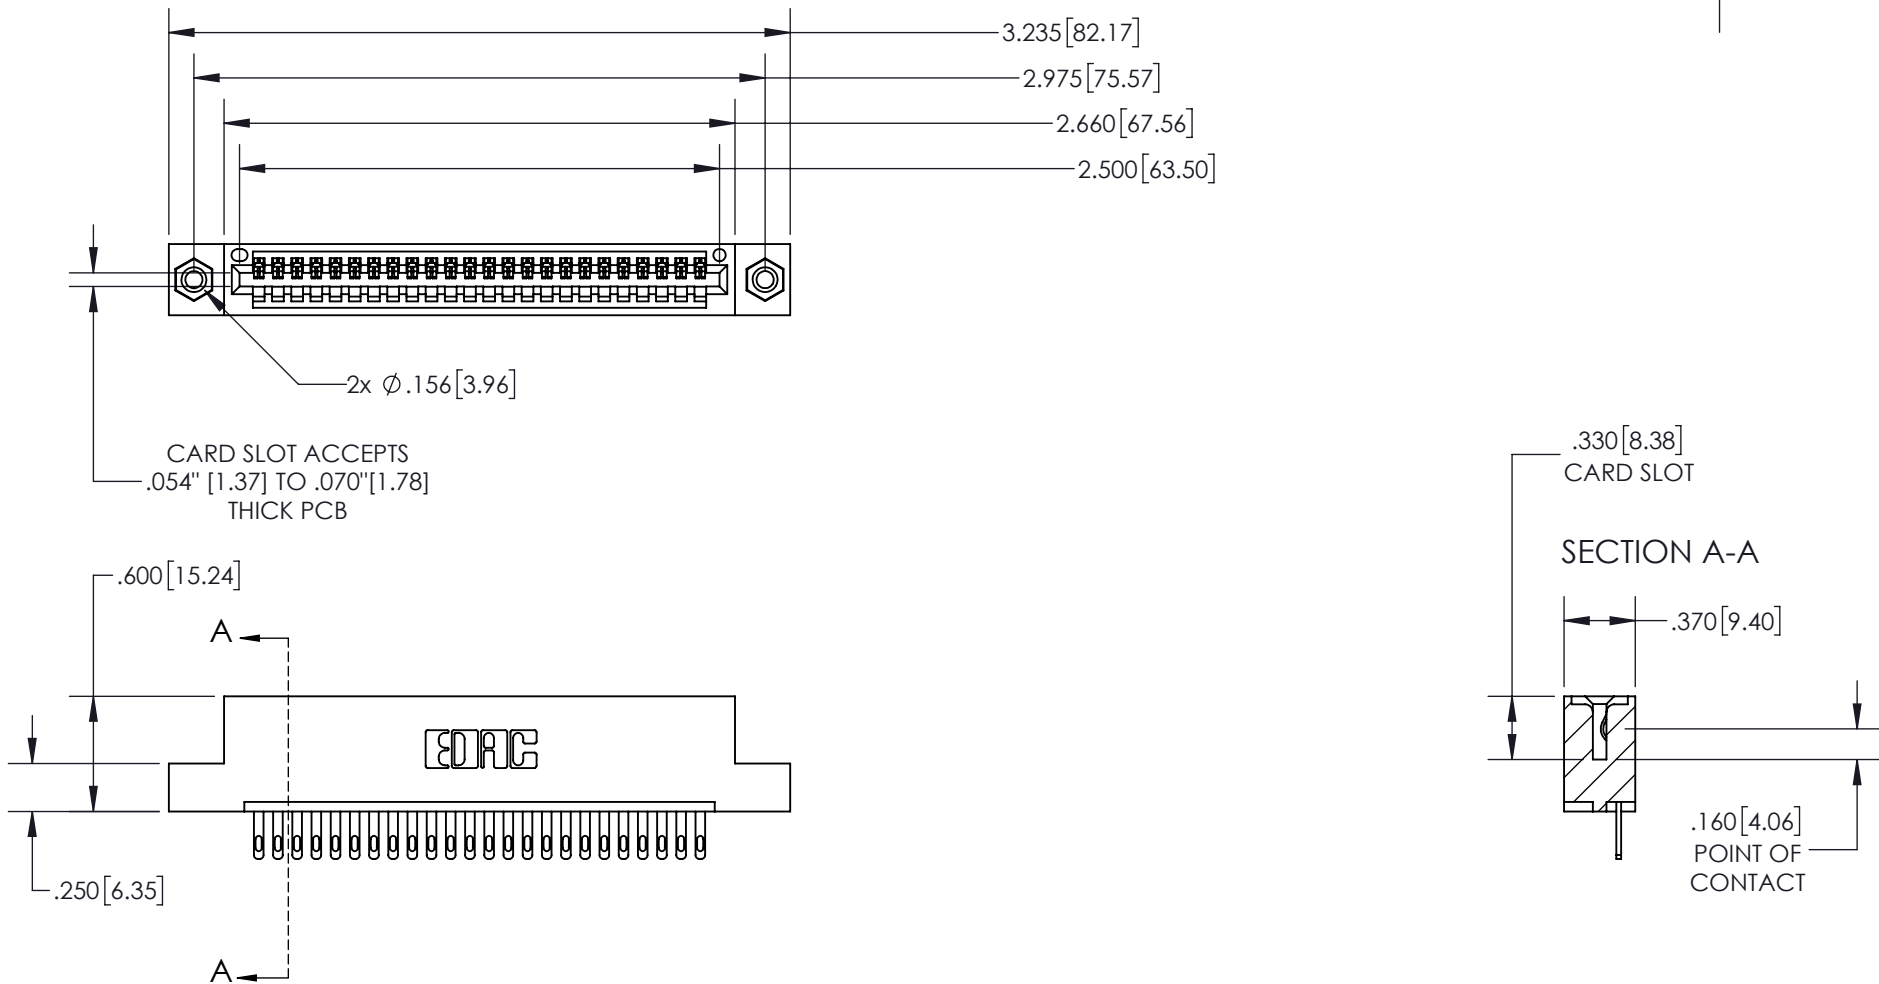 3.235[82.17]
2.975[75.57]
2.660[67.56]
2.500[63.50]
2x Ø.156[3.96]
CARD SLOT ACCEPTS
.054" [1.37] TO .070"[1.78]
THICK PCB
.330[8.38]
CARD SLOT
SECTION A-A
.600[15.24]
.370[9.40]
A
EDAC
.160[4.06]
POINT OF
CONTACT
.250[6.35]
A